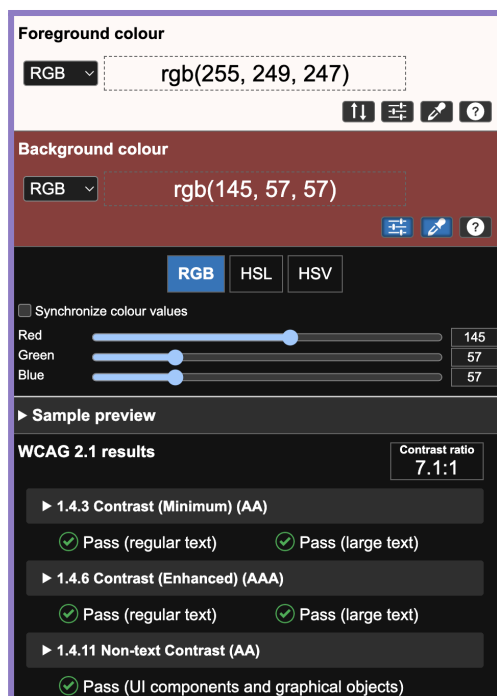 Foreground colour
RGB rgb(255, 249, 247)
?
Background colour
RGB rgb(145, 57, 57)
?
RGB HSL HSV
Synchronize colour values
Red 145
Green 57
Blue 57
Sample preview
WCAG 2.1 results Contrast ratio
7.1:1
1.4.3 Contrast (Minimum) (AA)
Pass (regular text) Pass (large text)
1.4.6 Contrast (Enhanced) (AAA)
Pass (regular text) Pass (large text)
1.4.11 Non-text Contrast (AA)
Pass (UI components and graphical objects)